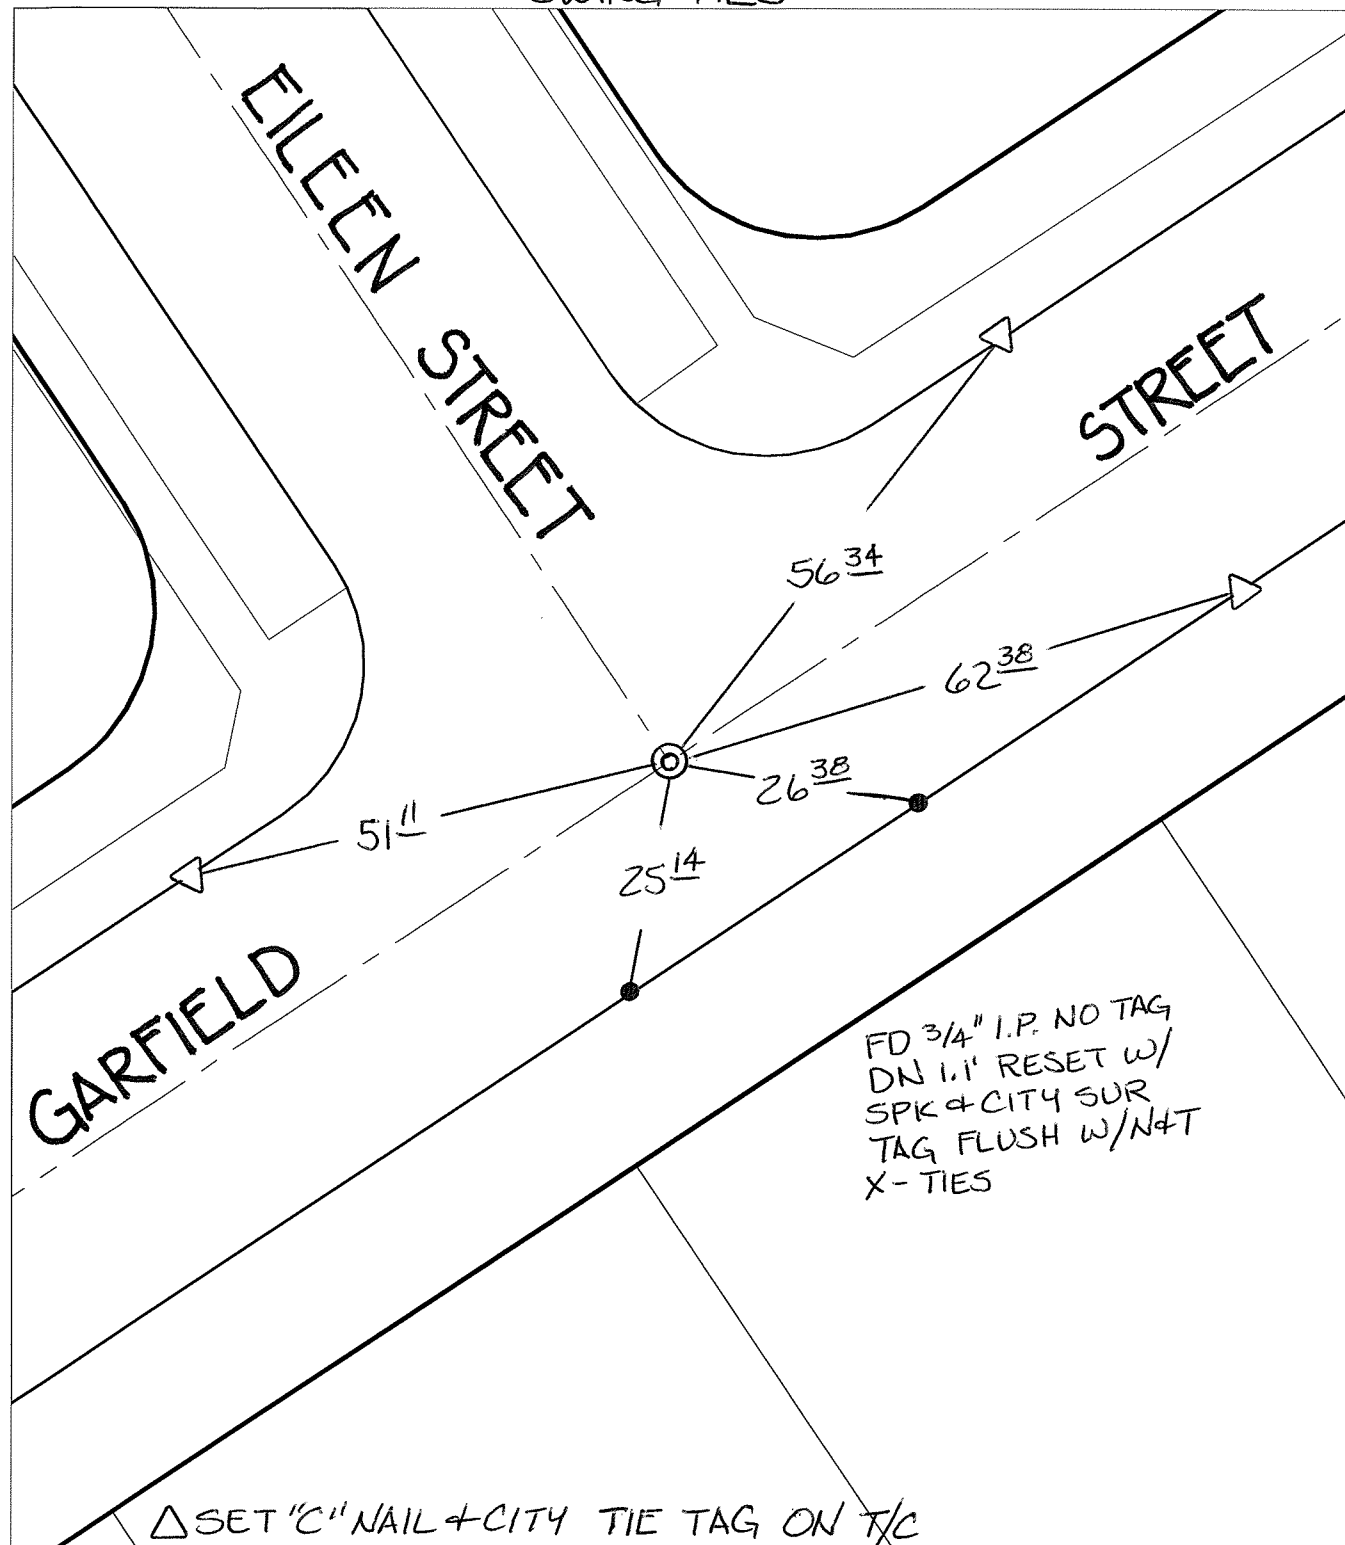 EILEEN STREET
STREET
56 34
62 38
26 38
51 11
25 14
GARFIELD
FD 3/4" I.P. NO TAG
DN 1.1' RESET W/
SPK & CITY SUR
TAG FLUSH W/N&T
X-TIES
△ SET "C" NAIL & CITY TIE TAG ON T/C